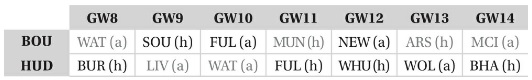 GW8 GW9 GW10 GW11 GW12 GW13 GW14
BOU WAT (a) SOU (h) FUL (a) MUN (h) NEW (a) ARS (h) MCI (a)
HUD BUR (h) LIV (a) WAT (a) FUL (h) WHU(h) WOL (a) BHA (h)